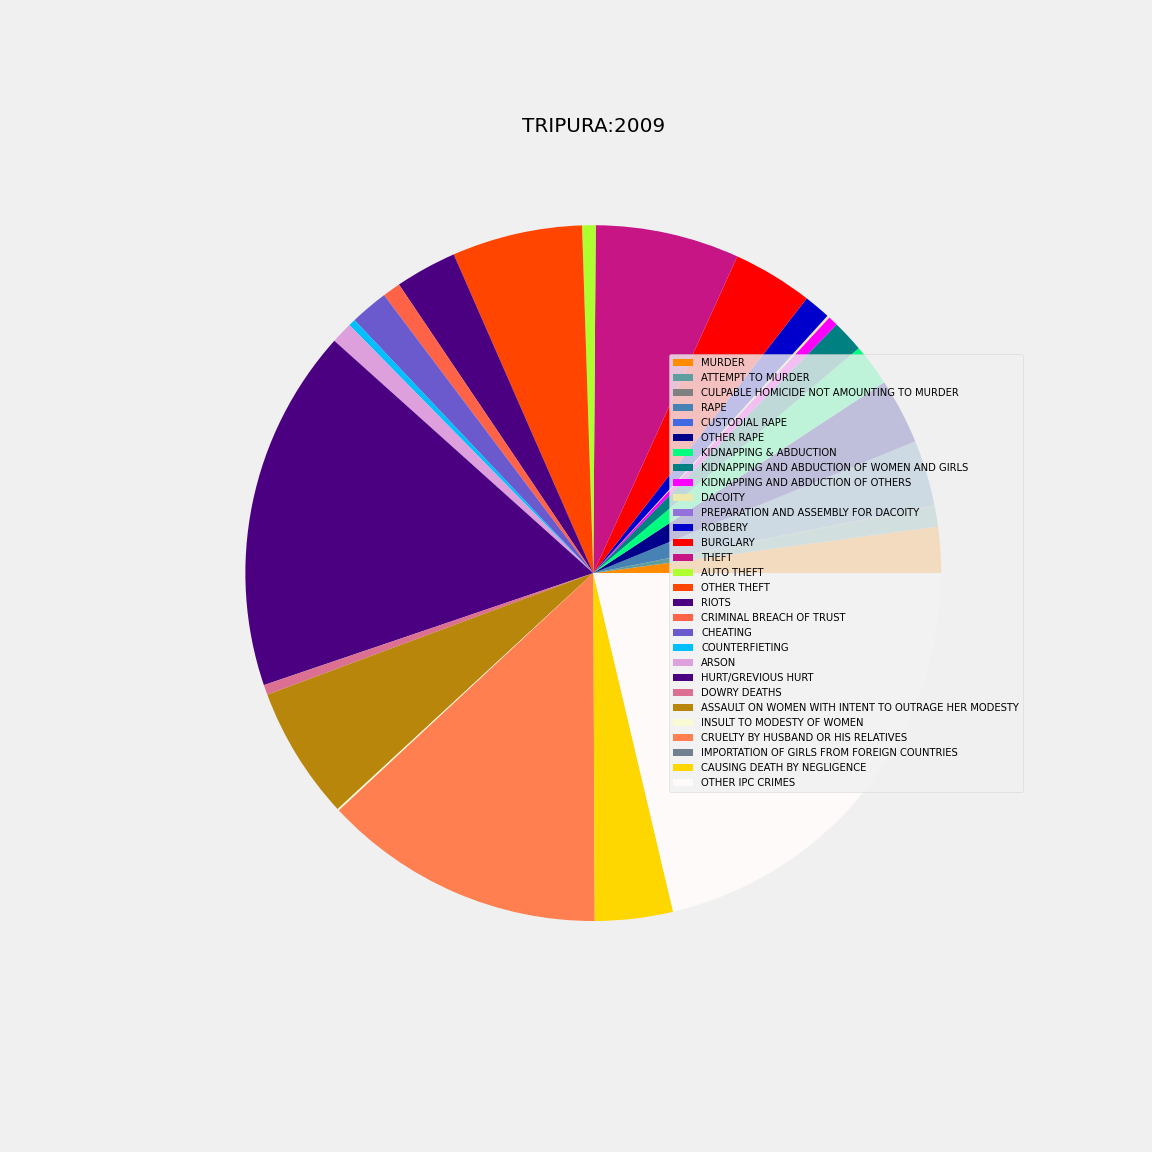 TRIPURA:2009
MURDER
ATTEMPT TO MURDER
CULPABLE HOMICIDE NOT AMOUNTING TO MURDER
RAPE
CUSTODIAL RAPE
OTHER RAPE
KIDNAPPING & ABDUCTION
KIDNAPPING AND ABDUCTION OF WOMEN AND GIRLS
KIDNAPPING AND ABDUCTION OF OTHERS
DACOITY
PREPARATION AND ASSEMBLY FOR DACOITY
ROBBERY
BURGLARY
THEFT
AUTO THEFT
OTHER THEFT
RIOTS
CRIMINAL BREACH OF TRUST
CHEATING
COUNTERFIETING
ARSON
HURT/GREVIOUS HURT
DOWRY DEATHS
ASSAULT ON WOMEN WITH INTENT TO OUTRAGE HER MODESTY
INSULT TO MODESTY OF WOMEN
CRUELTY BY HUSBAND OR HIS RELATIVES
IMPORTATION OF GIRLS FROM FOREIGN COUNTRIES
CAUSING DEATH BY NEGLIGENCE
OTHER IPC CRIMES